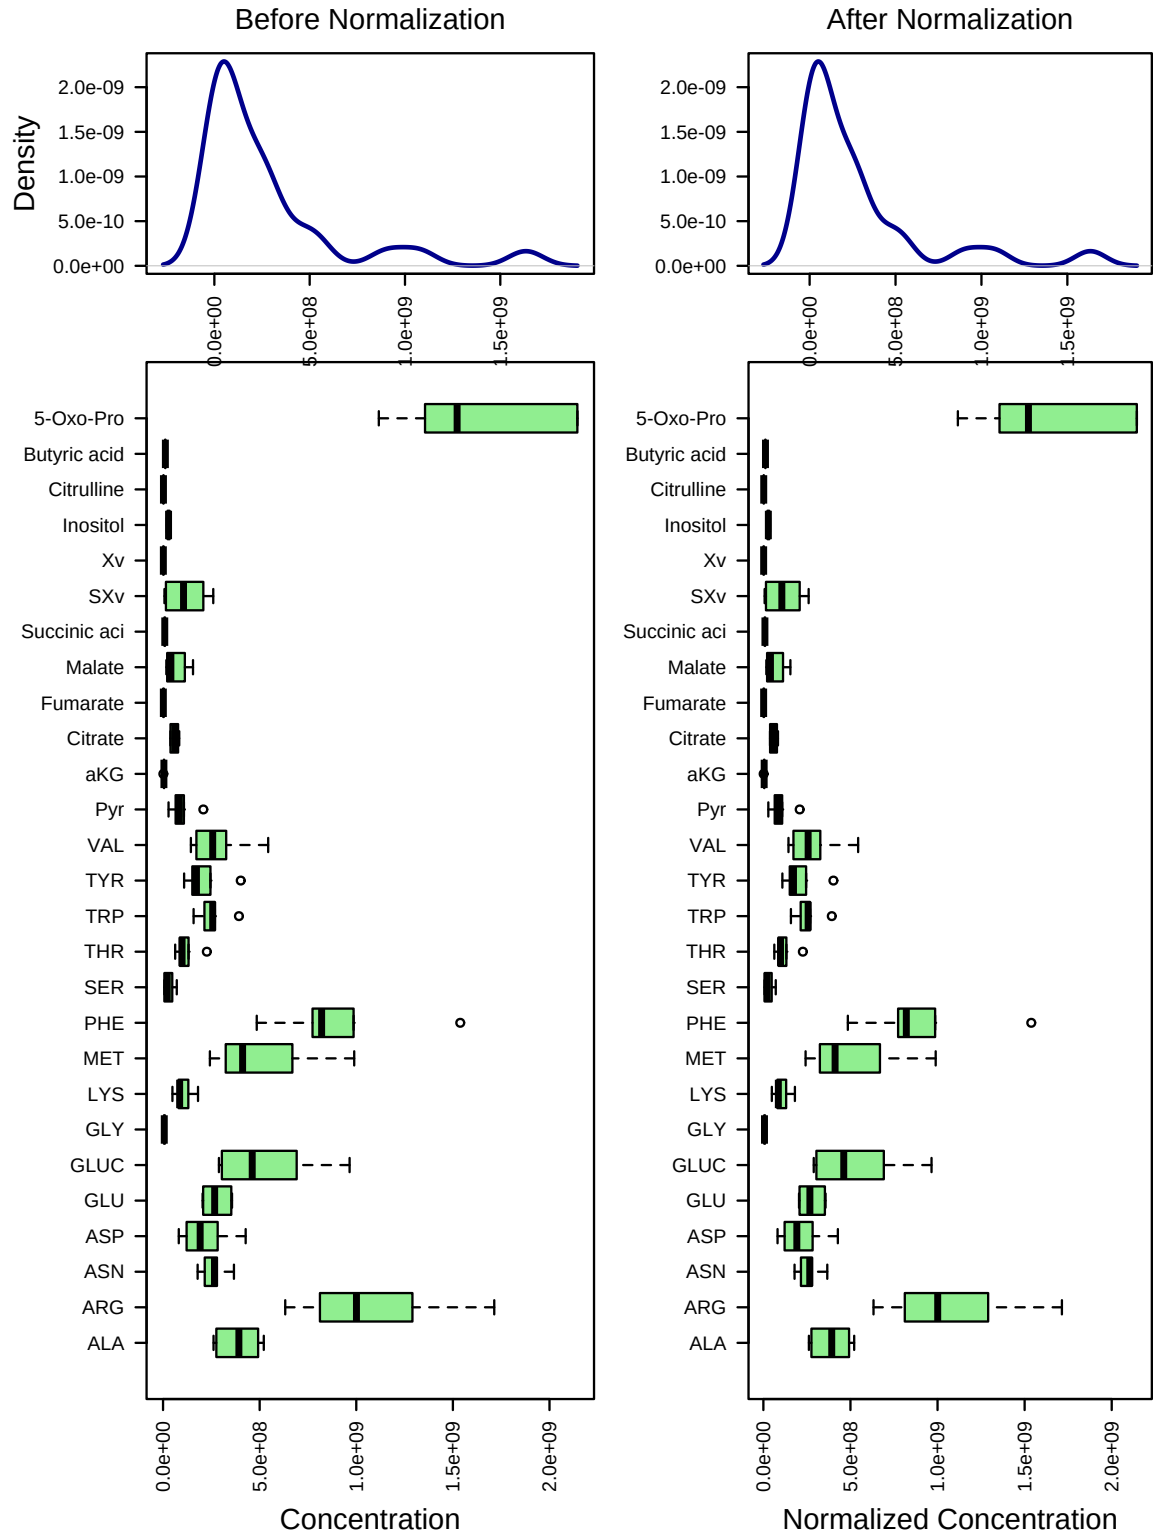 Before Normalization
After Normalization
Density
2.0e-09
1.5e-09
1.0e-09
5.0e-10
0.0e+00
0.0e+00
5.0e+08
1.0e+09
1.5e+09
2.0e-09
1.5e-09
1.0e-09
5.0e-10
0.0e+00
0.0e+00
5.0e+08
1.0e+09
1.5e+09
5-Oxo-Pro
Butyric acid
Citrulline
Inositol
Xv
SXv
Succinic aci
Malate
Fumarate
Citrate
aKG
Pyr
VAL
TYR
TRP
THR
SER
PHE
MET
LYS
GLY
GLUC
GLU
ASP
ASN
ARG
ALA
0.0e+00
5.0e+08
1.0e+09
1.5e+09
2.0e+09
Concentration
5-Oxo-Pro
Butyric acid
Citrulline
Inositol
Xv
SXv
Succinic aci
Malate
Fumarate
Citrate
aKG
Pyr
VAL
TYR
TRP
THR
SER
PHE
MET
LYS
GLY
GLUC
GLU
ASP
ASN
ARG
ALA
0.0e+00
5.0e+08
1.0e+09
1.5e+09
2.0e+09
Normalized Concentration